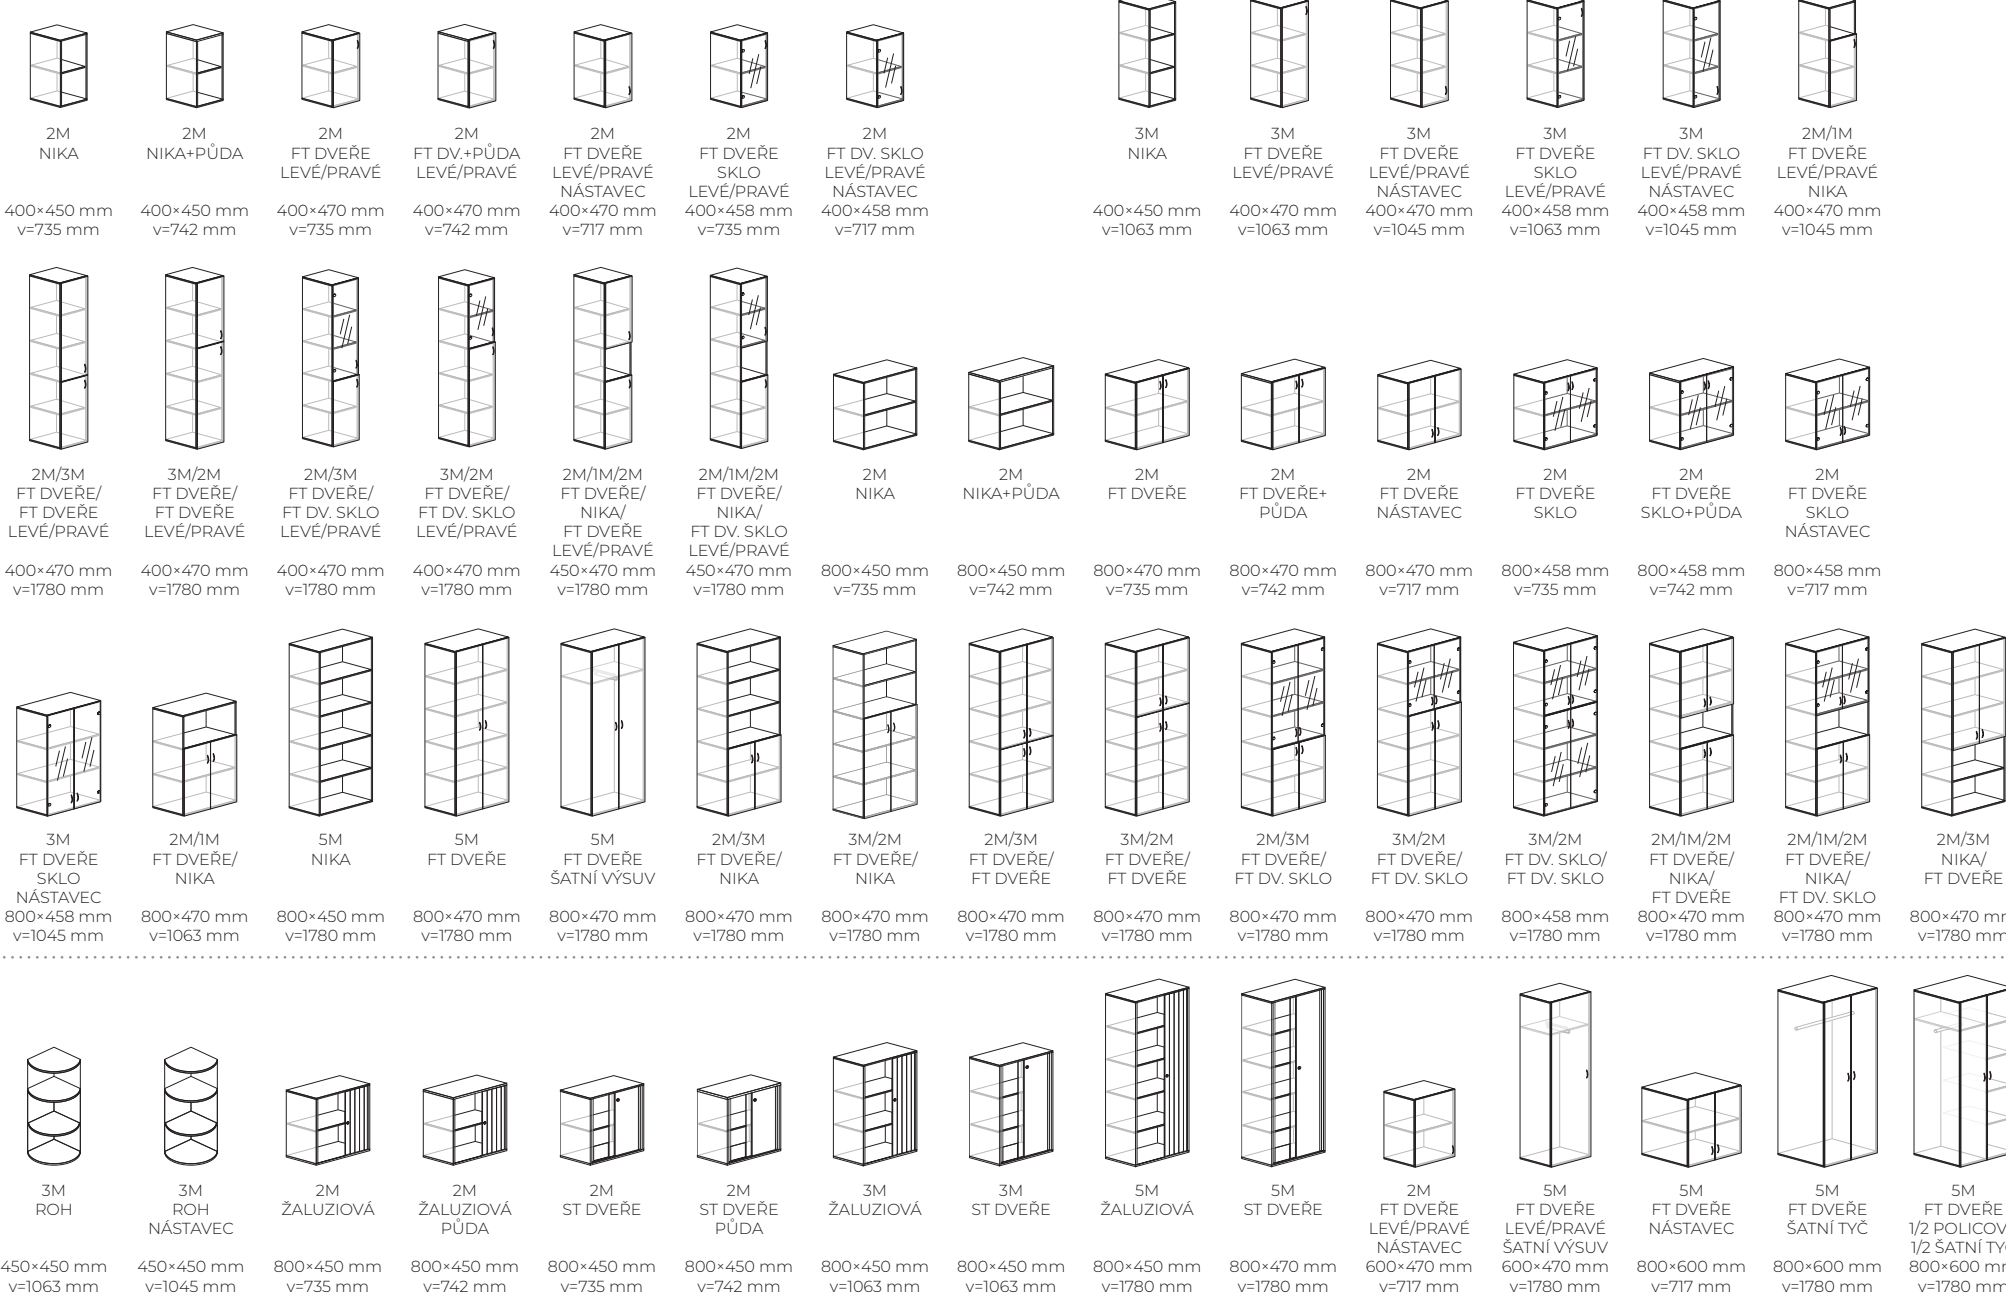 2M
NIKA
400×450 mm
v=735 mm
2M
NIKA+PŮDA
400×450 mm
v=742 mm
2M
FT DVEŘE
LEVÉ/PRAVÉ
400×470 mm
v=735 mm
2M
FT DV.+PŮDA
LEVÉ/PRAVÉ
400×470 mm
v=742 mm
2M
FT DVEŘE
LEVÉ/PRAVÉ
NÁSTAVEC
400×470 mm
v=717 mm
2M
FT DVEŘE
SKLO
LEVÉ/PRAVÉ
400×458 mm
v=735 mm
2M
FT DV. SKLO
LEVÉ/PRAVÉ
NÁSTAVEC
400×458 mm
v=717 mm
3M
NIKA
400×450 mm
v=1063 mm
3M
FT DVEŘE
LEVÉ/PRAVÉ
400×470 mm
v=1063 mm
3M
FT DVEŘE
LEVÉ/PRAVÉ
NÁSTAVEC
400×470 mm
v=1045 mm
3M
FT DVEŘE
SKLO
LEVÉ/PRAVÉ
400×458 mm
v=1063 mm
3M
FT DV. SKLO
LEVÉ/PRAVÉ
NÁSTAVEC
400×458 mm
v=1045 mm
2M/1M
FT DVEŘE
LEVÉ/PRAVÉ
NIKA
400×470 mm
v=1045 mm
2M/3M
FT DVEŘE/
FT DVEŘE
LEVÉ/PRAVÉ
400×470 mm
v=1780 mm
3M/2M
FT DVEŘE/
FT DVEŘE
LEVÉ/PRAVÉ
400×470 mm
v=1780 mm
2M/3M
FT DVEŘE/
FT DV. SKLO
LEVÉ/PRAVÉ
400×470 mm
v=1780 mm
3M/2M
FT DVEŘE/
FT DV. SKLO
LEVÉ/PRAVÉ
400×470 mm
v=1780 mm
2M/1M/2M
FT DVEŘE/
NIKA/
FT DVEŘE
LEVÉ/PRAVÉ
450×470 mm
v=1780 mm
2M/1M/2M
FT DVEŘE/
NIKA/
FT DV. SKLO
LEVÉ/PRAVÉ
450×470 mm
v=1780 mm
2M
NIKA
800×450 mm
v=735 mm
2M
NIKA+PŮDA
800×450 mm
v=742 mm
2M
FT DVEŘE
800×470 mm
v=735 mm
2M
FT DVEŘE+
PŮDA
800×470 mm
v=742 mm
2M
FT DVEŘE
NÁSTAVEC
800×470 mm
v=717 mm
2M
FT DVEŘE
SKLO
800×458 mm
v=735 mm
2M
FT DVEŘE
SKLO+PŮDA
800×458 mm
v=742 mm
2M
FT DVEŘE
SKLO
NÁSTAVEC
800×458 mm
v=717 mm
3M
FT DVEŘE
SKLO
NÁSTAVEC
800×458 mm
v=1045 mm
2M/1M
FT DVEŘE/
NIKA
800×470 mm
v=1063 mm
5M
NIKA
800×450 mm
v=1780 mm
5M
FT DVEŘE
800×470 mm
v=1780 mm
5M
FT DVEŘE
ŠATNÍ VÝSUV
800×470 mm
v=1780 mm
2M/3M
FT DVEŘE/
NIKA
800×470 mm
v=1780 mm
3M/2M
FT DVEŘE/
NIKA
800×470 mm
v=1780 mm
2M/3M
FT DVEŘE/
FT DVEŘE
800×470 mm
v=1780 mm
3M/2M
FT DVEŘE/
FT DVEŘE
800×470 mm
v=1780 mm
2M/3M
FT DVEŘE/
FT DV. SKLO
800×470 mm
v=1780 mm
3M/2M
FT DVEŘE/
FT DV. SKLO
800×470 mm
v=1780 mm
3M/2M
FT DV. SKLO/
FT DV. SKLO
800×458 mm
v=1780 mm
2M/1M/2M
FT DVEŘE/
NIKA/
FT DVEŘE
800×470 mm
v=1780 mm
2M/1M/2M
FT DVEŘE/
NIKA/
FT DV. SKLO
800×470 mm
v=1780 mm
2M/3M
NIKA/
FT DVEŘE
800×470 mm
v=1780 mm
3M
ROH
450×450 mm
v=1063 mm
3M
ROH
NÁSTAVEC
450×450 mm
v=1045 mm
2M
ŽALUZIOVÁ
800×450 mm
v=735 mm
2M
ŽALUZIOVÁ
PŮDA
800×450 mm
v=742 mm
2M
ST DVEŘE
800×450 mm
v=735 mm
2M
ST DVEŘE
PŮDA
800×450 mm
v=742 mm
3M
ŽALUZIOVÁ
800×450 mm
v=1063 mm
3M
ST DVEŘE
800×450 mm
v=1063 mm
5M
ŽALUZIOVÁ
800×450 mm
v=1780 mm
5M
ST DVEŘE
800×470 mm
v=1780 mm
2M
FT DVEŘE
LEVÉ/PRAVÉ
NÁSTAVEC
600×470 mm
v=717 mm
5M
FT DVEŘE
LEVÉ/PRAVÉ
ŠATNÍ VÝSUV
600×470 mm
v=1780 mm
5M
FT DVEŘE
NÁSTAVEC
800×600 mm
v=717 mm
5M
FT DVEŘE
ŠATNÍ TYČ
800×600 mm
v=1780 mm
5M
FT DVEŘE
1/2
1/2 ŠATNÍ
800×600 mm
v=1780 mm